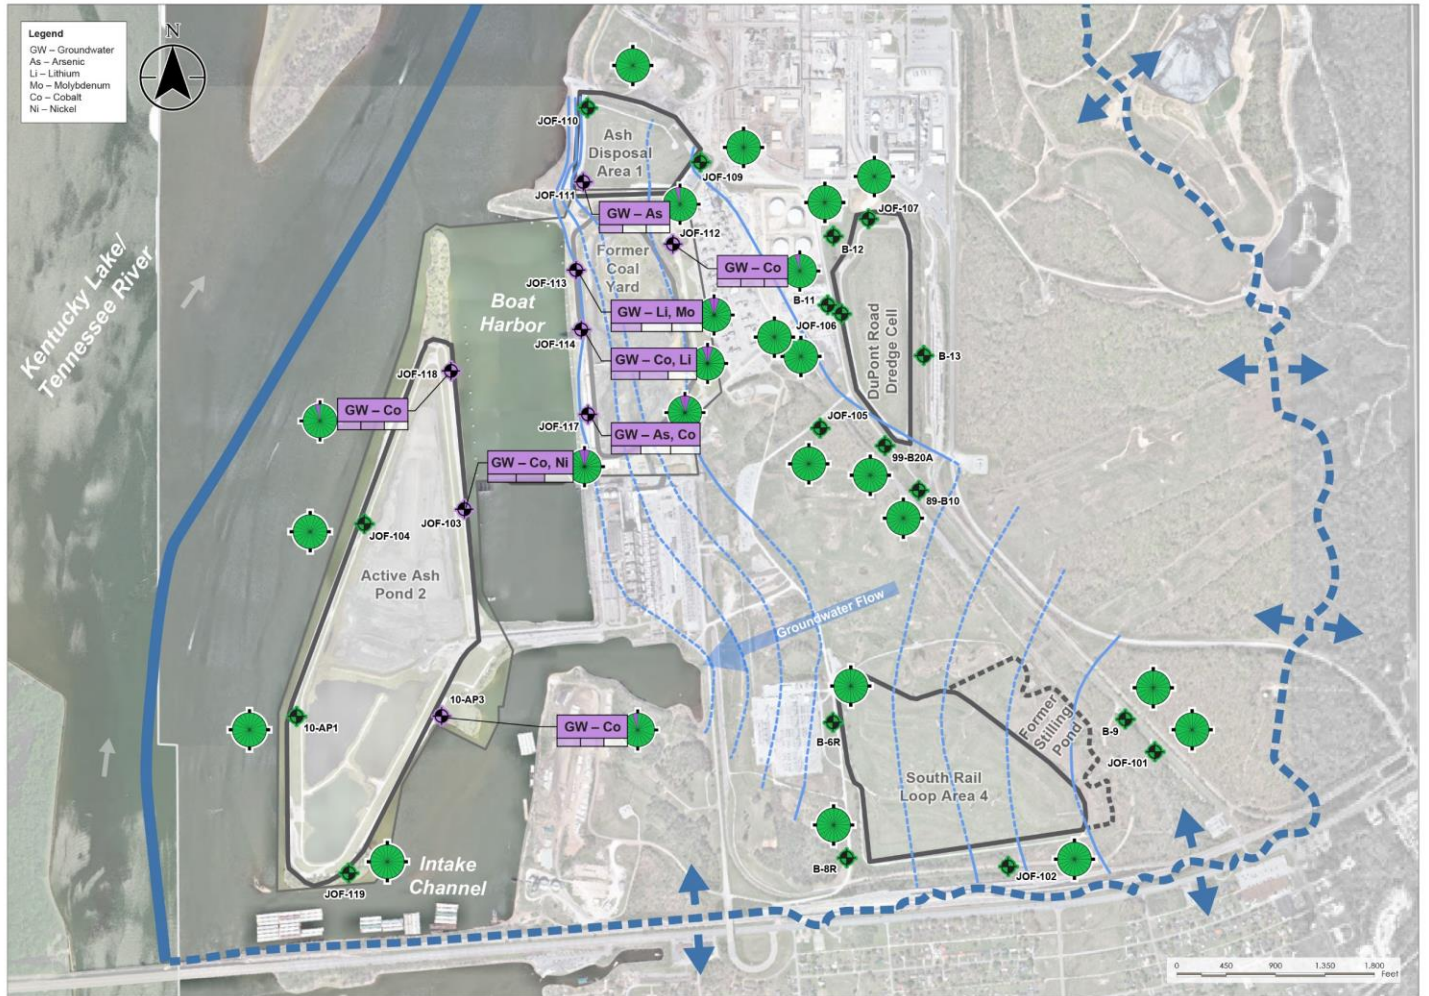 Legend
GW – Groundwater
As – Arsenic
Li – Lithium
Mo – Molybdenum
Co – Cobalt
Ni – Nickel
N
JOF-110
Ash
Disposal
Area 1
JOF-109
JOF-111
GW – As
JOF-107
JOF-112
B-12
Former
Coal
Yard
GW – Co
JOF-113
Boat
Harbor
B-11
JOF-106
GW – Li, Mo
DuPont Road
Dredge Cell
Kentucky Lake/
Tennessee River
JOF-114
GW – Co, Li
B-13
JOF-118
GW – Co
JOF-117
GW – As, Co
JOF-105
99-B20A
GW – Co, Ni
89-B10
JOF-103
JOF-104
Active Ash
Pond 2
Groundwater Flow
10-AP3
10-AP1
GW – Co
B-6R
Former
Stilling
Pond
B-9
JOF-101
South Rail
Loop Area 4
B-8R
JOF-102
Intake
Channel
JOF-119
0 450 900 1,350 1,800
Feet